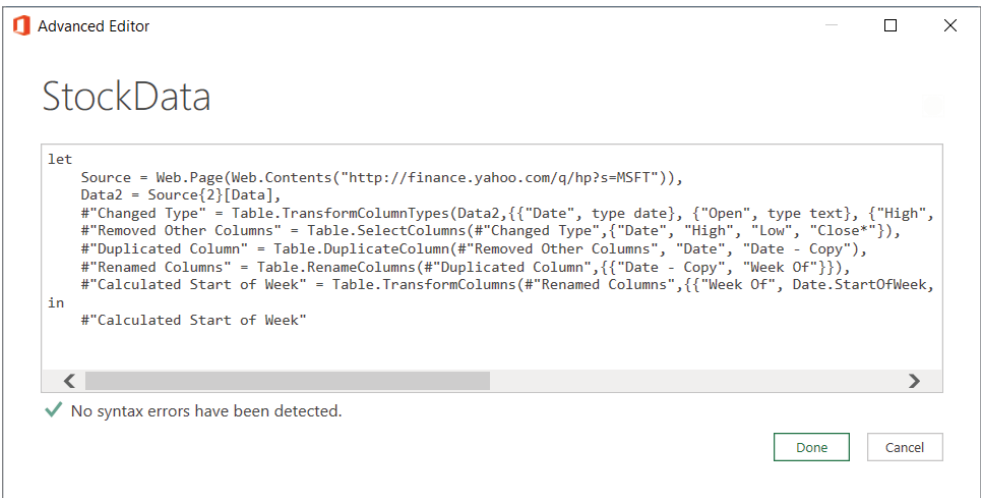 Advanced Editor
StockData
let
    Source = Web.Page(Web.Contents("http://finance.yahoo.com/q/hp?s=MSFT")),
    Data2 = Source{2}[Data],
    #"Changed Type" = Table.TransformColumnTypes(Data2,{{"Date", type date}, {"Open", type text}, {"High",
    #"Removed Other Columns" = Table.SelectColumns(#"Changed Type",{"Date", "High", "Low", "Close*"}),
    #"Duplicated Column" = Table.DuplicateColumn(#"Removed Other Columns", "Date", "Date - Copy"),
    #"Renamed Columns" = Table.RenameColumns(#"Duplicated Column",{{"Date - Copy", "Week Of"}}),
    #"Calculated Start of Week" = Table.TransformColumns(#"Renamed Columns",{{"Week Of", Date.StartOfWeek,
in
    #"Calculated Start of Week"
No syntax errors have been detected.
Done Cancel